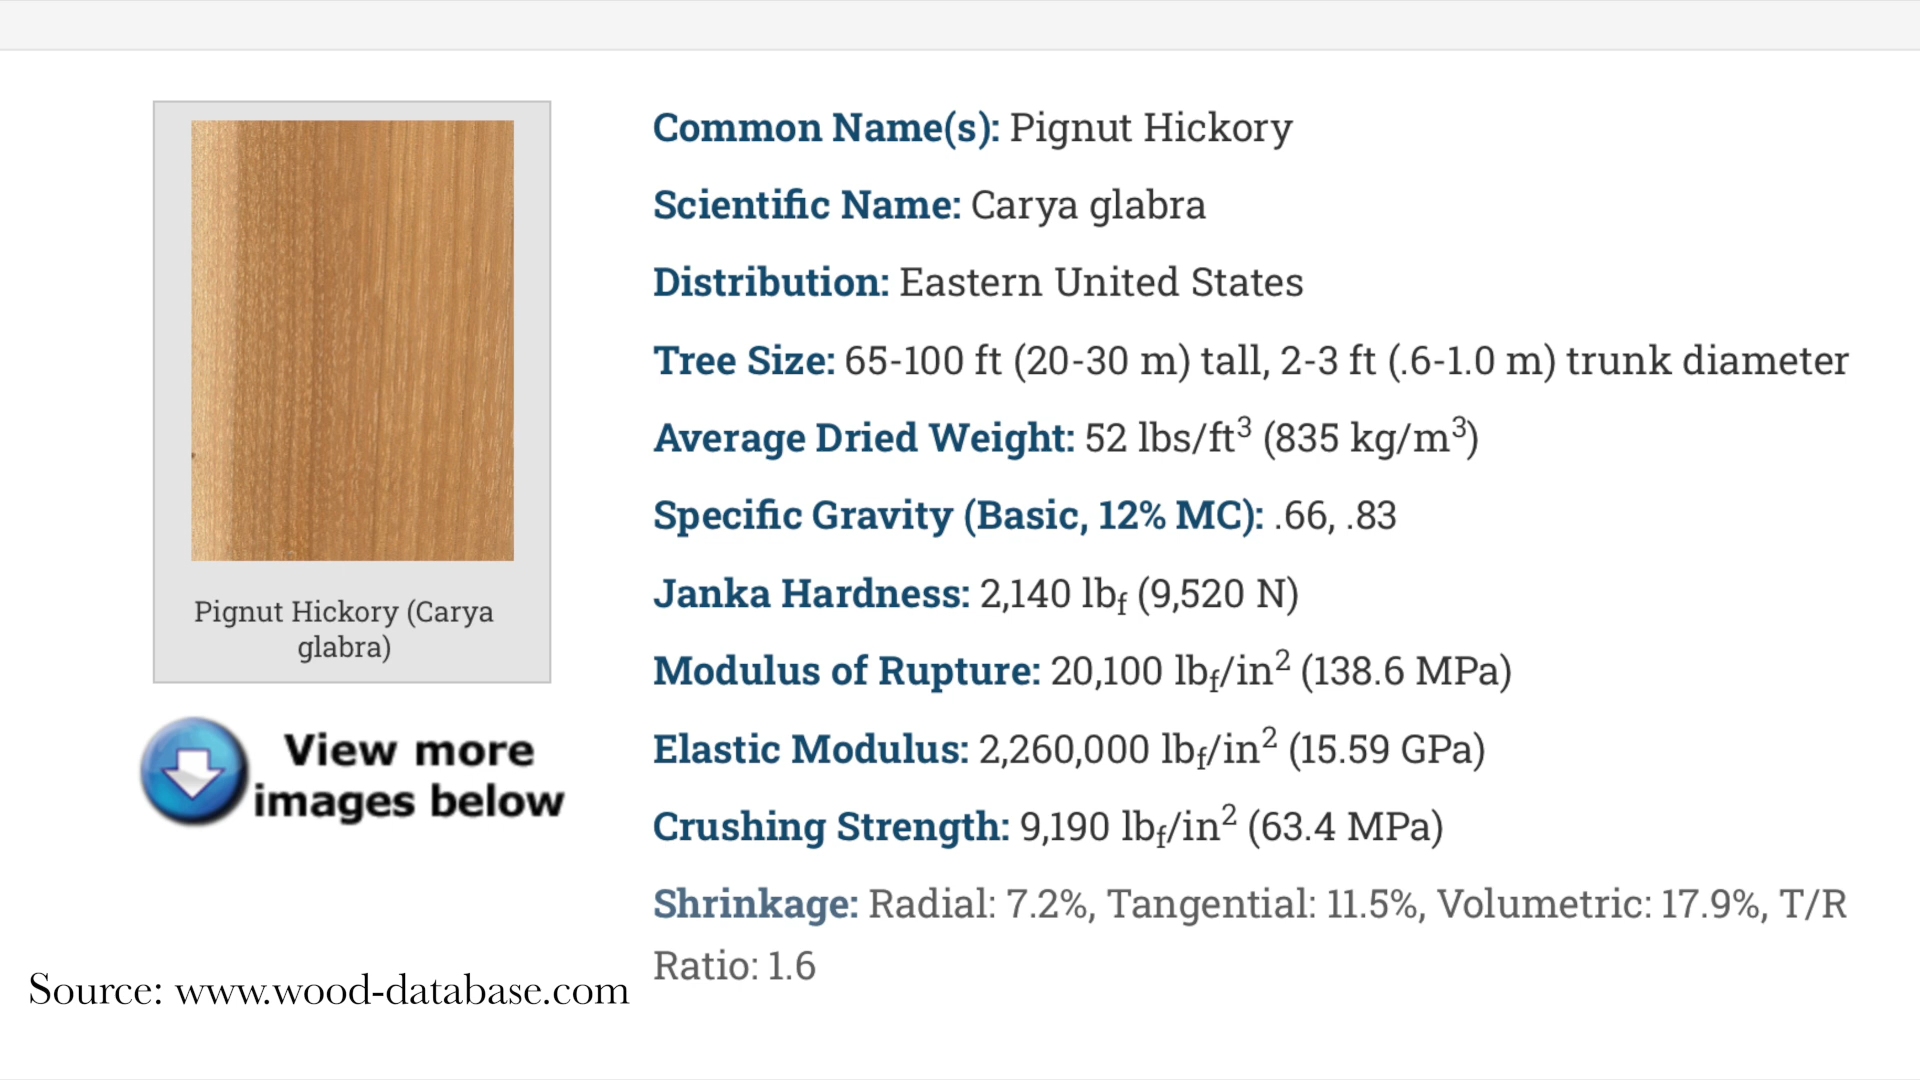 Common Name(s): Pignut Hickory
Scientific Name: Carya glabra
Distribution: Eastern United States
Tree Size: 65-100 ft (20-30 m) tall, 2-3 ft (.6-1.0 m) trunk diameter
Average Dried Weight: 52 lbs/ft³ (835 kg/m³)
Specific Gravity (Basic, 12% MC): .66, .83
Janka Hardness: 2,140 lbf (9,520 N)
Modulus of Rupture: 20,100 lbf/in² (138.6 MPa)
Elastic Modulus: 2,260,000 lbf/in² (15.59 GPa)
Crushing Strength: 9,190 lbf/in² (63.4 MPa)
Shrinkage: Radial: 7.2%, Tangential: 11.5%, Volumetric: 17.9%, T/R
Ratio: 1.6
Pignut Hickory (Carya
glabra)
View more
images below
Source: www.wood-database.com